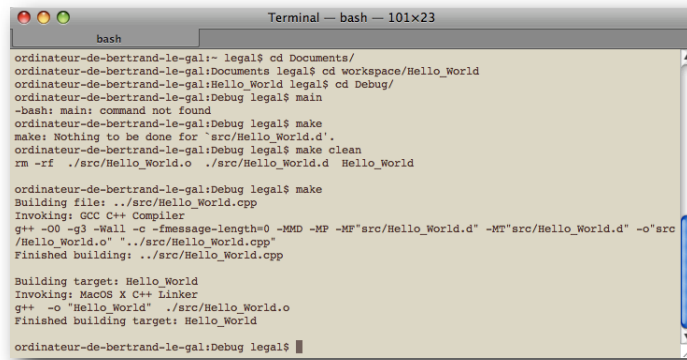 Terminal — bash — 101×23
bash
ordinateur-de-bertrand-le-gal:~ legal$ cd Documents/
ordinateur-de-bertrand-le-gal:Documents legal$ cd workspace/Hello_World
ordinateur-de-bertrand-le-gal:Hello_World legal$ cd Debug/
ordinateur-de-bertrand-le-gal:Debug legal$ main
-bash: main: command not found
ordinateur-de-bertrand-le-gal:Debug legal$ make
make: Nothing to be done for `src/Hello_World.d'.
ordinateur-de-bertrand-le-gal:Debug legal$ make clean
rm -rf  ./src/Hello_World.o  ./src/Hello_World.d  Hello_World
ordinateur-de-bertrand-le-gal:Debug legal$ make
Building file: ../src/Hello_World.cpp
Invoking: GCC C++ Compiler
g++ -O0 -g3 -Wall -c -fmessage-length=0 -MMD -MP -MF"src/Hello_World.d" -MT"src/Hello_World.d" -o"src
/Hello_World.o" "../src/Hello_World.cpp"
Finished building: ../src/Hello_World.cpp
Building target: Hello_World
Invoking: MacOS X C++ Linker
g++  -o "Hello_World"  ./src/Hello_World.o
Finished building target: Hello_World
ordinateur-de-bertrand-le-gal:Debug legal$